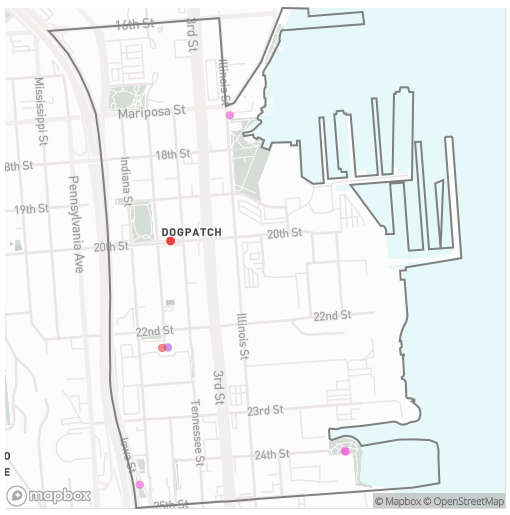 16th St
3rd St
Illinois St
Mississippi St
Mariposa St
18th St
8th St
Indiana St
Pennsylvania Ave
19th St
DOGPATCH
20th St
20th St
22nd St
22nd St
Illinois St
3rd St
Tennessee St
23rd St
Iowa St
24th St
O
E
25th St
mapbox
© Mapbox © OpenStreetMap